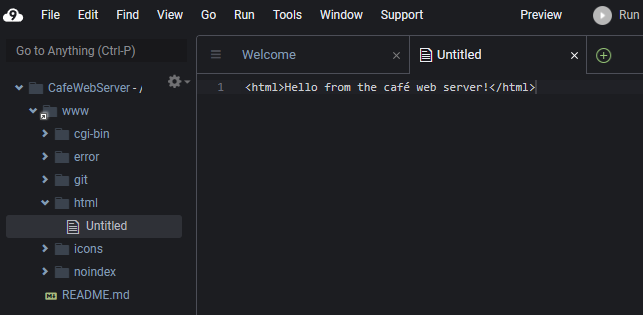 9 File Edit Find View Go Run Tools Window Support Preview Run
Go to Anything (Ctrl-P)
Welcome × Untitled ×
CafeWebServer - /
1 <html>Hello from the café web server!</html>
www
cgi-bin
error
git
html
Untitled
icons
noindex
README.md